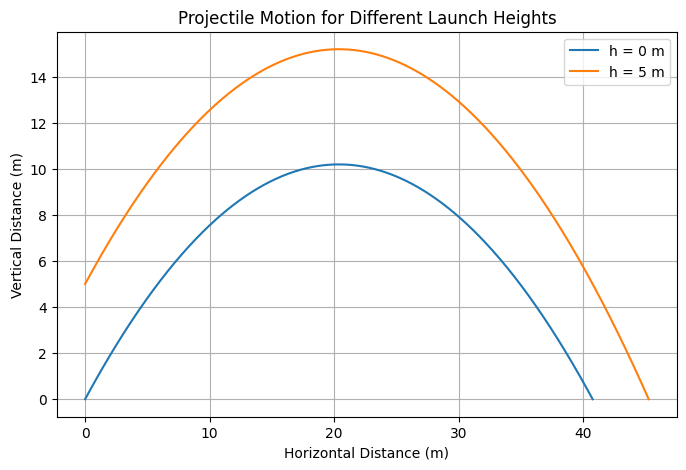 Projectile Motion for Different Launch Heights
h = 0 m
h = 5 m
Vertical Distance (m)
14
12
10
8
6
4
2
0
0 10 20 30 40
Horizontal Distance (m)